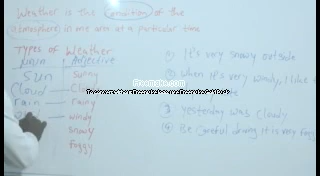 Weather is the condition of the
(atmosphere) in one area at a particular time
Types of Weather
noun Adjective
Sun Sunny
Cloud Clo
rain rainy
windy
snowy
foggy
① It's very snowy outside
② When it's very windy, I like
③ yesterday was cloudy
④ Be careful driving it is very fog